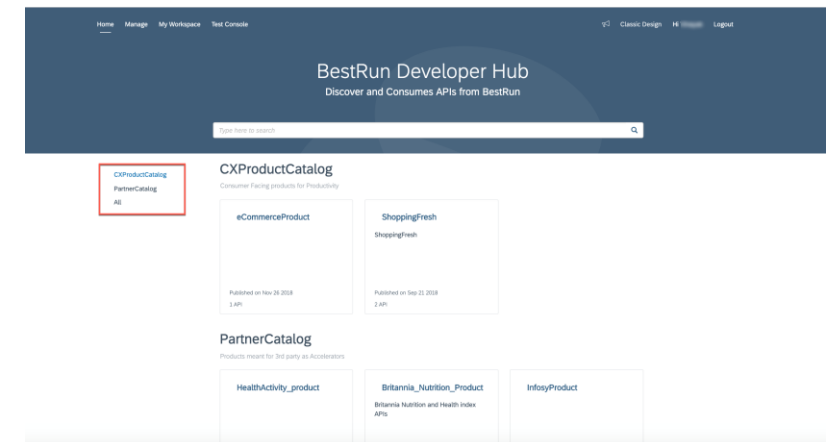 Home Manage My Workspace Test Console Classic Design Hi Logout
BestRun Developer Hub
Discover and Consumes APIs from BestRun
Type here to search
CXProductCatalog
PartnerCatalog
All
CXProductCatalog
Consumer Facing products for Productivity
eCommerceProduct
Published on Nov 26 2018
1 API
ShoppingFresh
ShoppingFresh
Published on Sep 21 2018
2 API
PartnerCatalog
Products meant for 3rd party as Accelerators
HealthActivity_product
Britannia_Nutrition_Product
Britannia Nutrition and Health Index
APIs
InfosyProduct